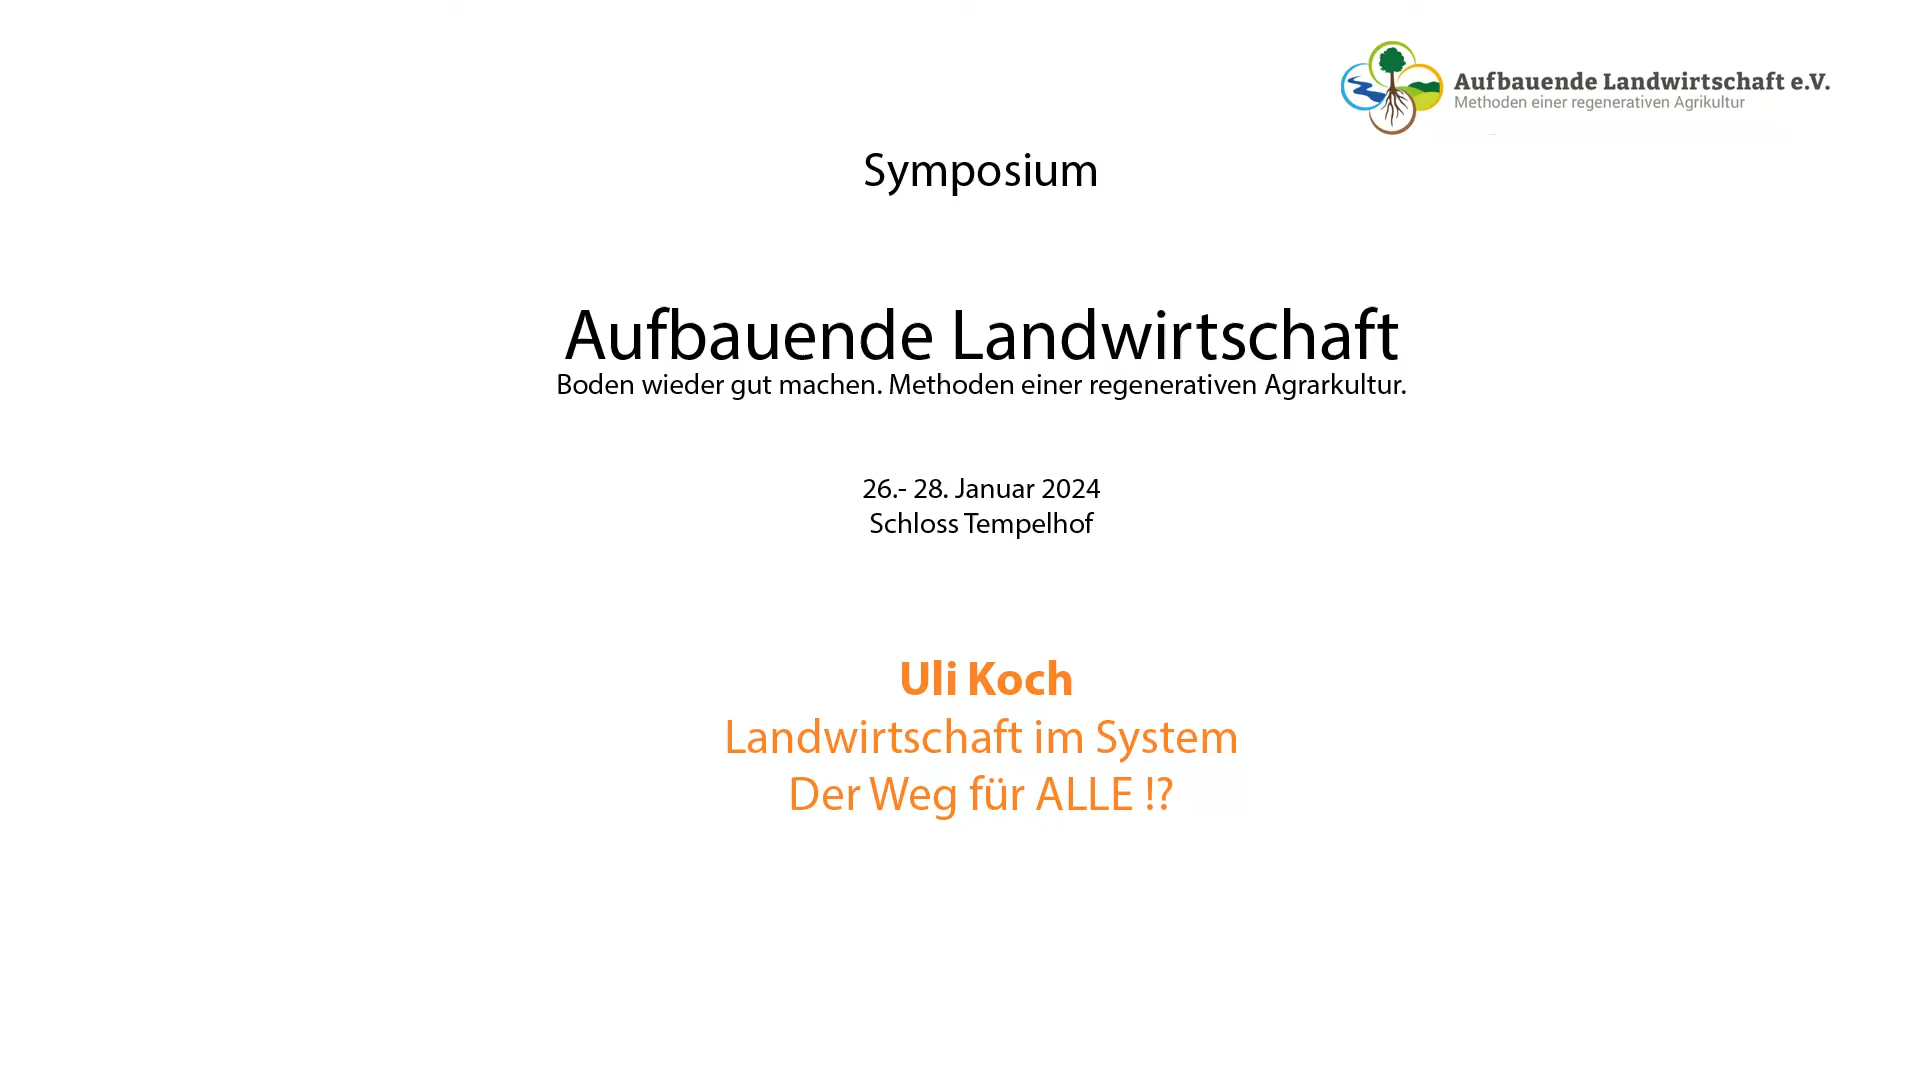 Aufbauende Landwirtschaft e.V.
Methoden einer regenerativen Agrikultur
Symposium
Aufbauende Landwirtschaft
Boden wieder gut machen. Methoden einer regenerativen Agrarkultur.
26.- 28. Januar 2024
Schloss Tempelhof
Uli Koch
Landwirtschaft im System
Der Weg für ALLE !?